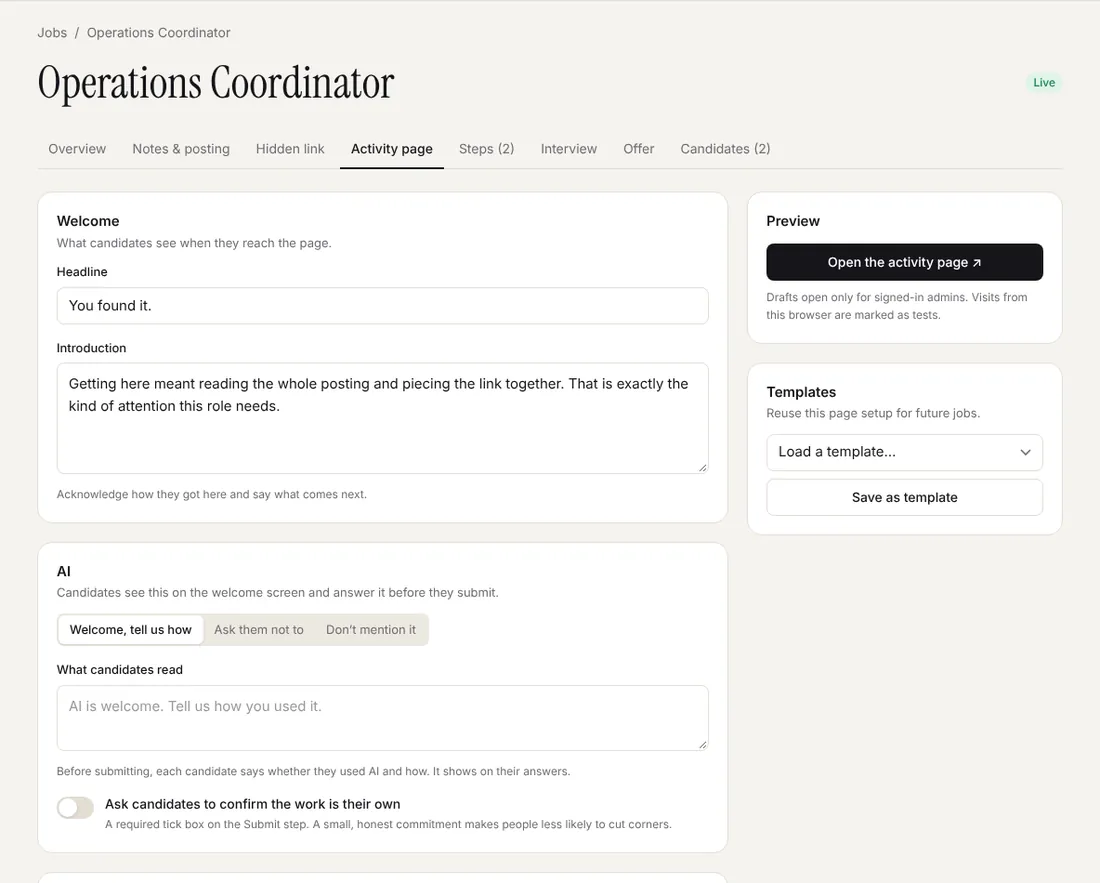 Jobs / Operations Coordinator
Operations Coordinator
Live
Overview Notes & posting Hidden link Activity page Steps (2) Interview Offer Candidates (2)
Welcome
What candidates see when they reach the page.
Headline
You found it.
Introduction
Getting here meant reading the whole posting and piecing the link together. That is exactly the
kind of attention this role needs.
Acknowledge how they got here and say what comes next.
AI
Candidates see this on the welcome screen and answer it before they submit.
Welcome, tell us how Ask them not to Don't mention it
What candidates read
AI is welcome. Tell us how you used it.
Before submitting, each candidate says whether they used AI and how. It shows on their answers.
Ask candidates to confirm the work is their own
A required tick box on the Submit step. A small, honest commitment makes people less likely to cut corners.
Preview
Open the activity page ↗
Drafts open only for signed-in admins. Visits from
this browser are marked as tests.
Templates
Reuse this page setup for future jobs.
Load a template...
Save as template